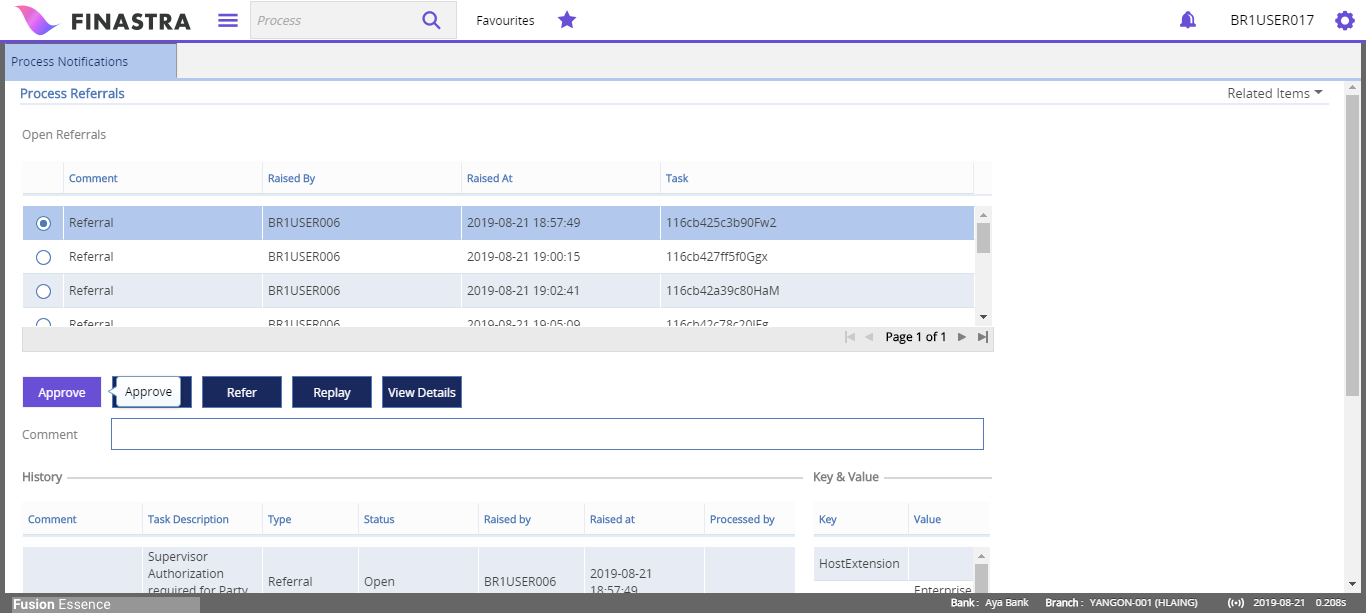 FINASTRA Process Favourites BR1USER017
Process Notifications
Process Referrals Related Items
Open Referrals
Comment Raised By Raised At Task
Referral BR1USER006 2019-08-21 18:57:49 116cb425c3b90Fw2
Referral BR1USER006 2019-08-21 19:00:15 116cb427ff5f0Ggx
Referral BR1USER006 2019-08-21 19:02:41 116cb42a39c80HaM
Referral BR1USER006 2019-08-21 19:05:09
Page 1 of 1
Approve Approve Refer Replay View Details
Comment
History Key & Value
Comment Task Description Type Status Raised by Raised at Processed by Key Value
Supervisor
Authorization
required for Party
Referral Open BR1USER006
2019-08-21
18:57:49
HostExtension
Enterprise
Fusion Essence Bank : Aya Bank Branch : YANGON-001 (HLAING) 2019-08-21 0.208s